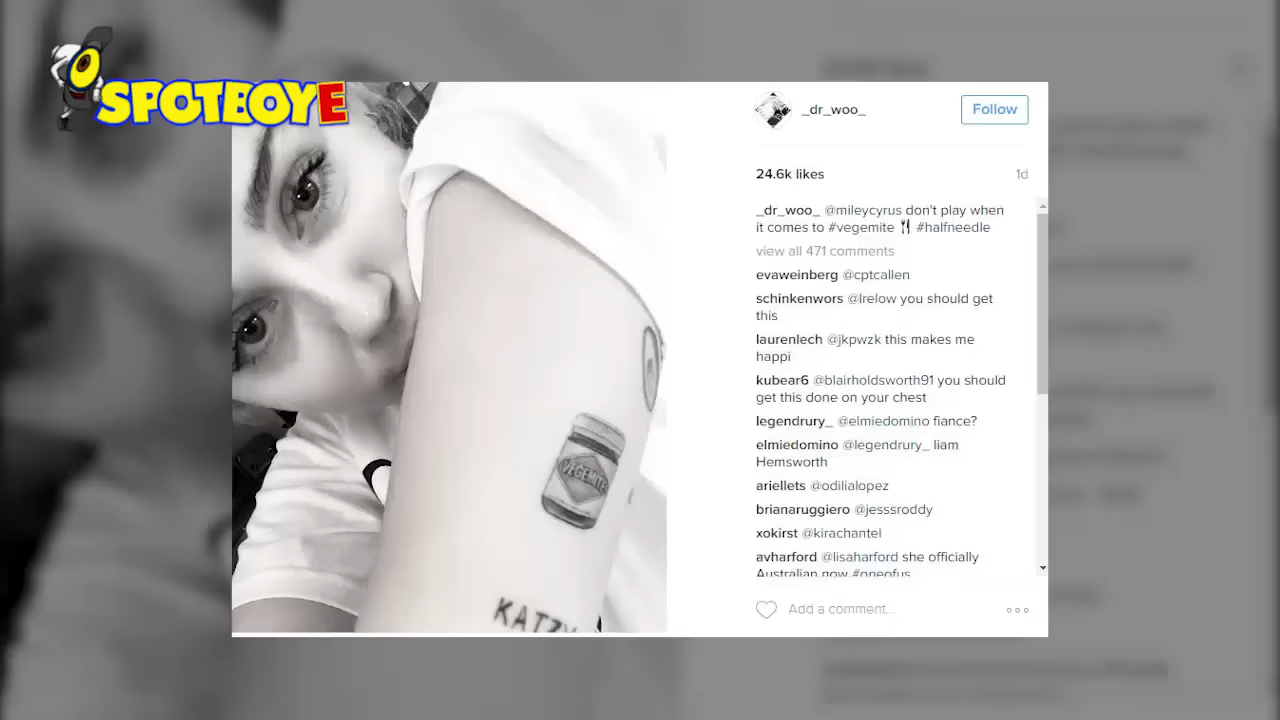 SPOTBOYE
_dr_woo_
Follow
24.6k likes
1d
_dr_woo_ @mileycyrus don't play when
it comes to #vegemite 🍴 #halfneedle
view all 471 comments
evaweinberg @cptcallen
schinkenwors @lrelow you should get
this
laurenlech @jkpwzk this makes me
happi
kubear6 @blairholdsworth91 you should
get this done on your chest
legendrury_ @elmiedomino fiance?
elmiedomino @legendrury_ liam
Hemsworth
ariellets @odilialopez
brianaruggiero @jesssroddy
xokirst @kirachantel
avharford @lisaharford she officially
Australian now #oneofus
Add a comment...
VEGEMITE
KATZY